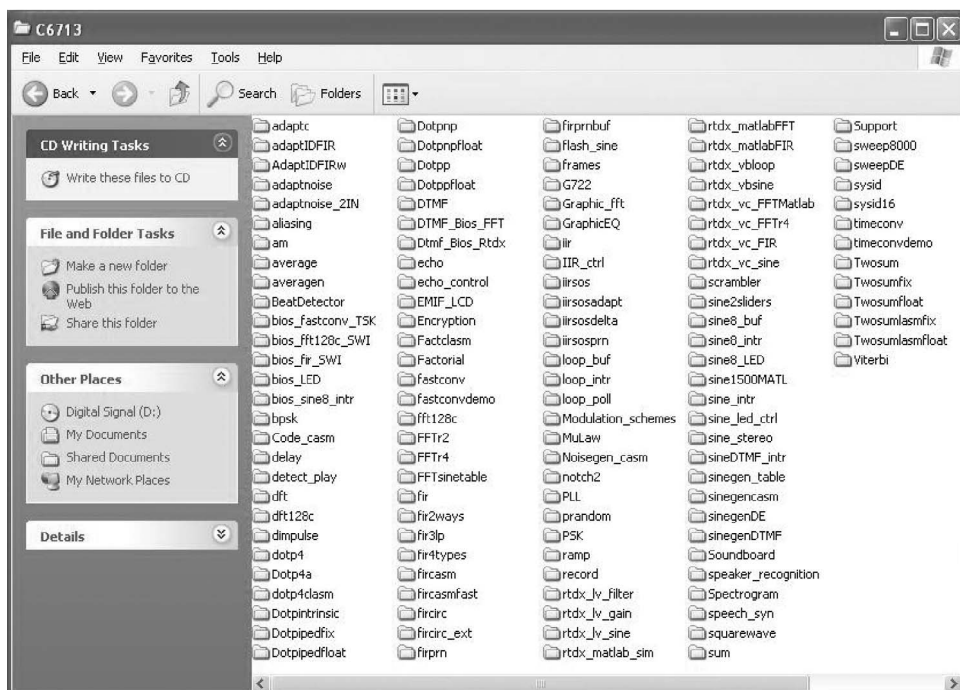 C6713
File Edit View Favorites Tools Help
Back Search Folders
CD Writing Tasks
Write these files to CD
File and Folder Tasks
Make a new folder
Publish this folder to the
Web
Share this folder
Other Places
Digital Signal (D:)
My Documents
Shared Documents
My Network Places
Details
adaptc
adaptIDFIR
AdaptIDFIRw
adaptnoise
adaptnoise_2IN
aliasing
am
average
averagen
BeatDetector
bios_fastconv_TSK
bios_fft128c_SWI
bios_fir_SWI
bios_LED
bios_sine8_intr
bpsk
Code_casm
delay
detect_play
dft
dft128c
dimpulse
dotp4
Dotp4a
dotp4clasm
Dotpintrinsic
Dotpipedfix
Dotpipedfloat
Dotpnp
Dotpnpfloat
Dotpp
Dotppfloat
DTMF
DTMF_Bios_FFT
Dtmf_Bios_Rtdx
echo
echo_control
EMIF_LCD
Encryption
Factclasm
Factorial
fastconv
fastconvdemo
fft128c
FFTr2
FFTr4
FFTsinetable
fir
fir2ways
fir3lp
fir4types
fircasm
fircasmfast
fircirc
fircirc_ext
firprn
firprnbuf
flash_sine
frames
G722
Graphic_fft
GraphicEQ
iir
IIR_ctrl
iirsos
iirsosadapt
iirsosdelta
iirsosprn
loop_buf
loop_intr
loop_poll
Modulation_schemes
MuLaw
Noisegen_casm
notch2
PLL
prandom
PSK
ramp
record
rtdx_lv_filter
rtdx_lv_gain
rtdx_lv_sine
rtdx_matlab_sim
rtdx_matlabFFT
rtdx_matlabFIR
rtdx_vbloop
rtdx_vbsine
rtdx_vc_FFTMatlab
rtdx_vc_FFTr4
rtdx_vc_FIR
rtdx_vc_sine
scrambler
sine2sliders
sine8_buf
sine8_intr
sine8_LED
sine1500MATL
sine_intr
sine_led_ctrl
sine_stereo
sineDTMF_intr
sinegen_table
sinegencasm
sinegenDE
sinegenDTMF
Soundboard
speaker_recognition
Spectrogram
speech_syn
squarewave
sum
Support
sweep8000
sweepDE
sysid
sysid16
timeconv
timeconvdemo
Twosum
Twosumfix
Twosumfloat
Twosumlasmfix
Twosumlasmfloat
Viterbi